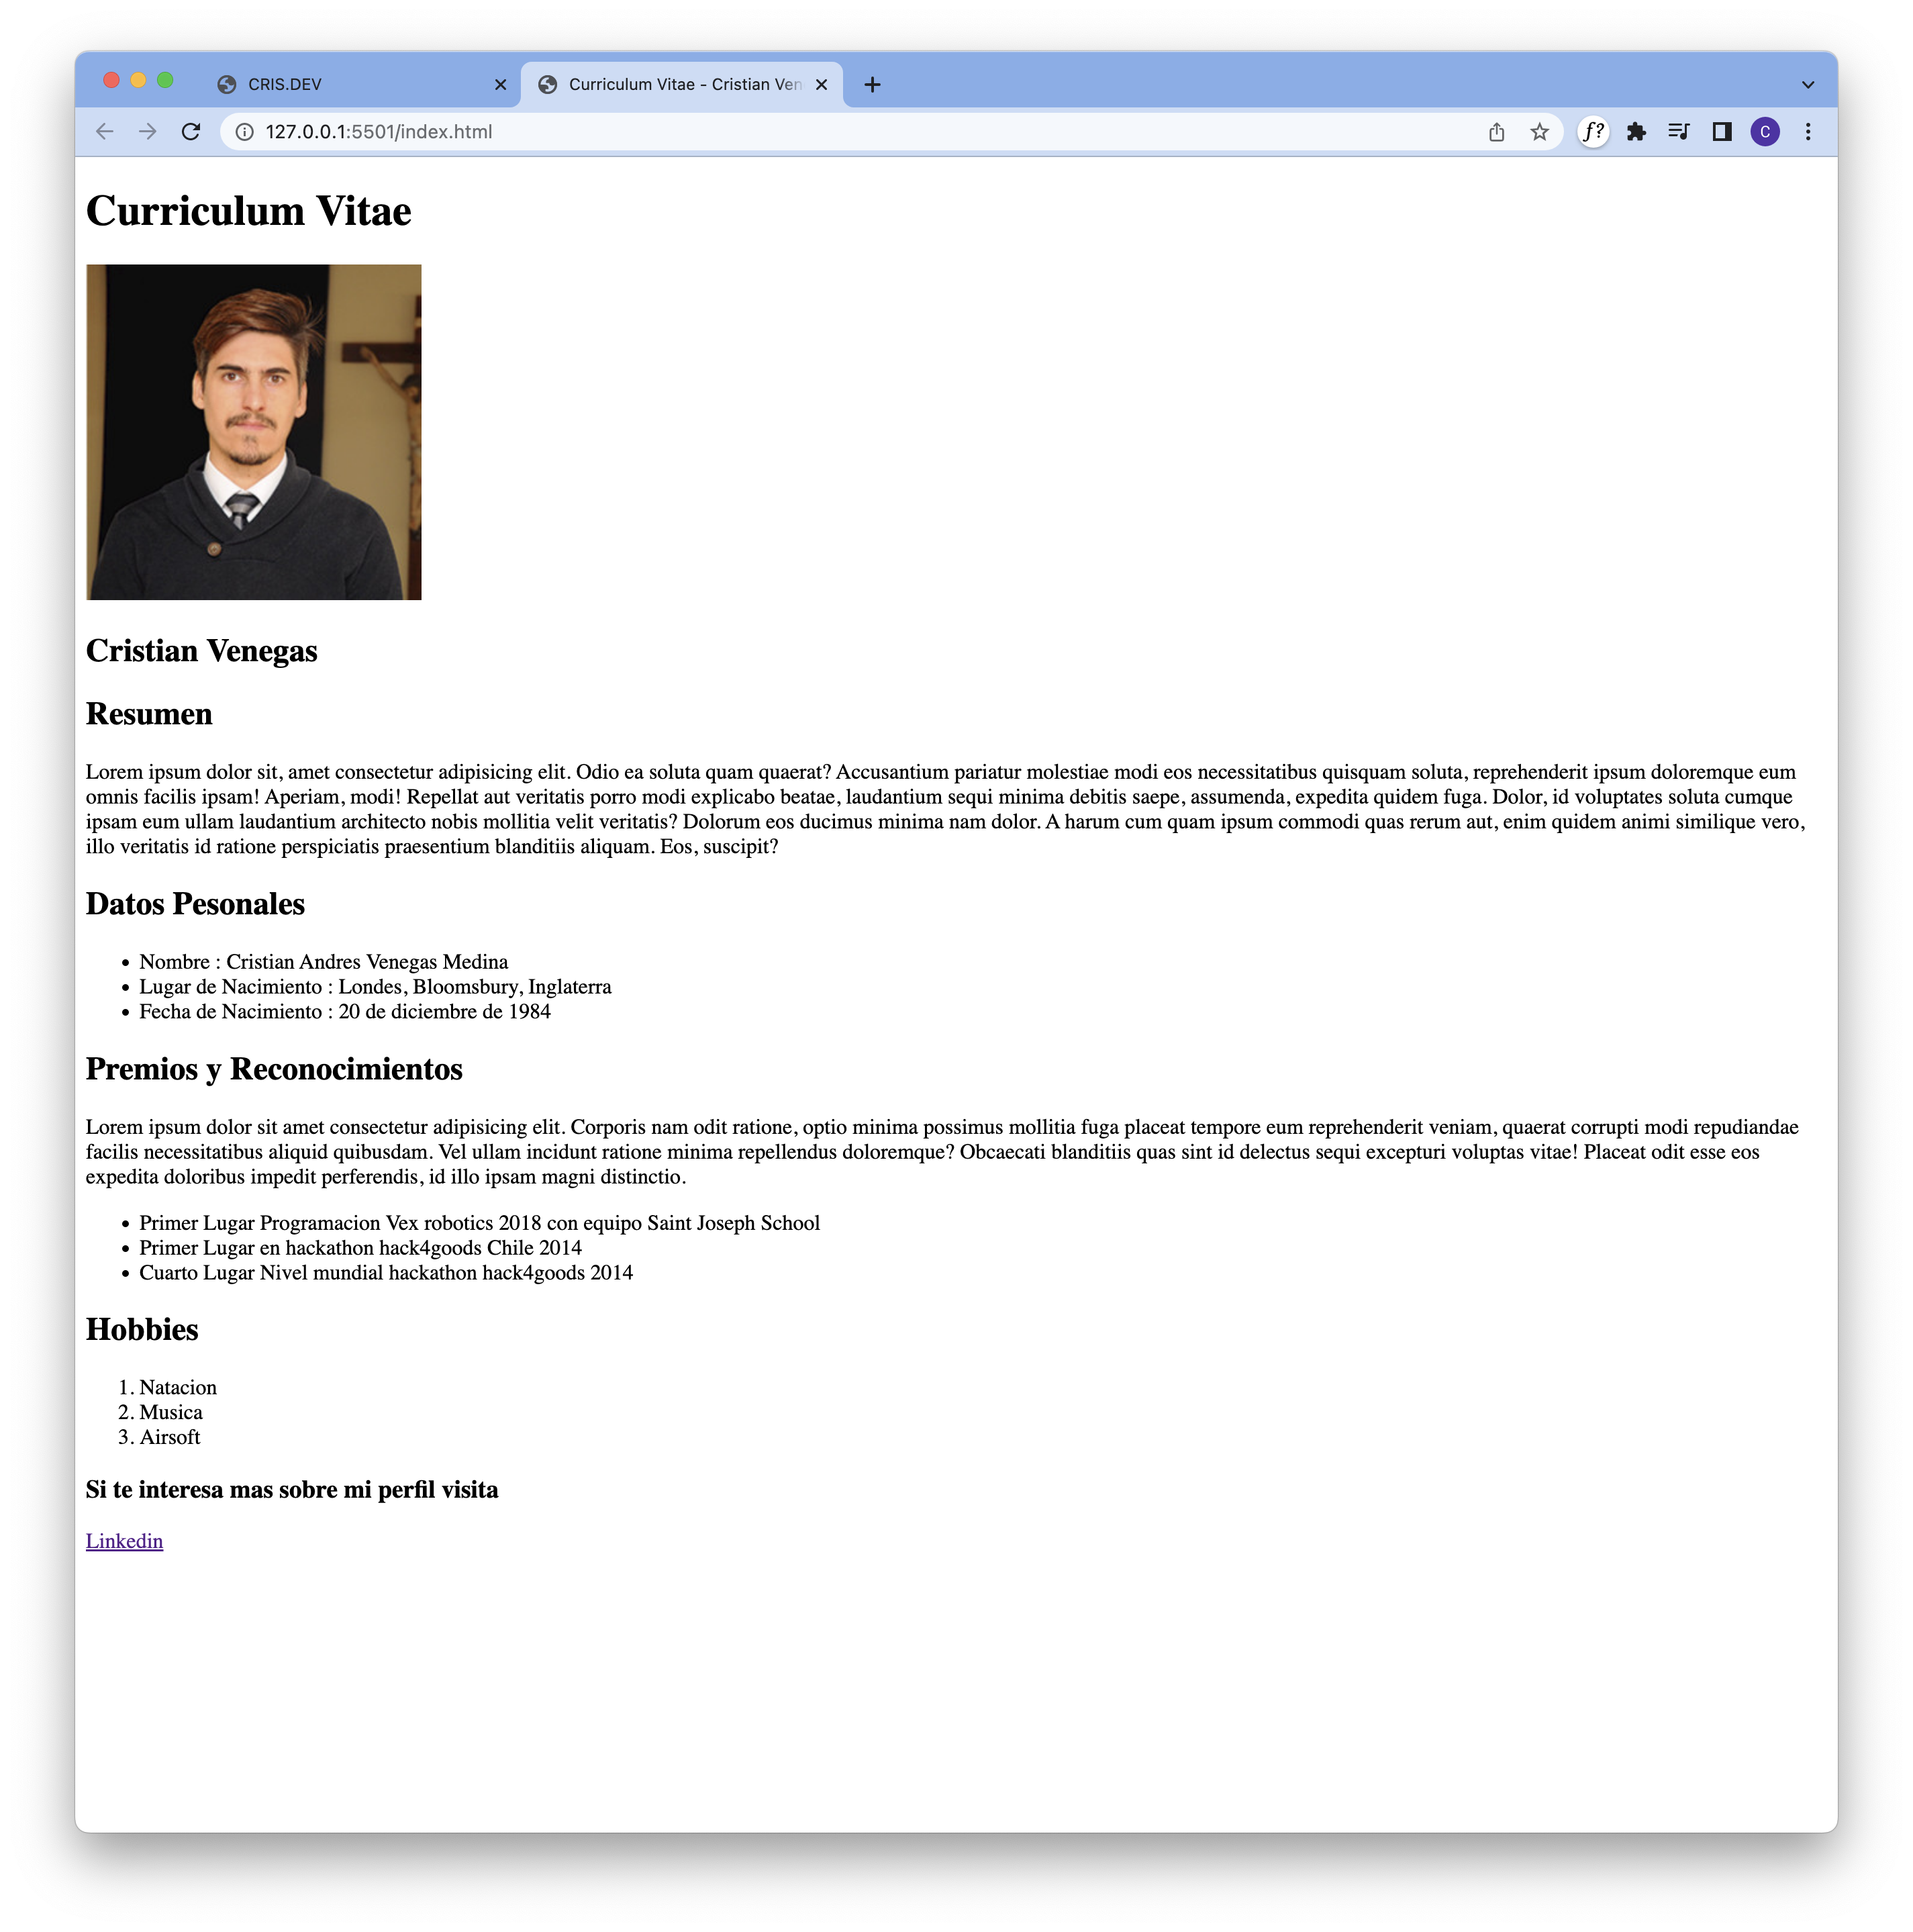 CRIS.DEV
Curriculum Vitae - Cristian Ven
127.0.0.1:5501/index.html
f?
C
Curriculum Vitae
Cristian Venegas
Resumen
Lorem ipsum dolor sit, amet consectetur adipisicing elit. Odio ea soluta quam quaerat? Accusantium pariatur molestiae modi eos necessitatibus quisquam soluta, reprehenderit ipsum doloremque eum
omnis facilis ipsam! Aperiam, modi! Repellat aut veritatis porro modi explicabo beatae, laudantium sequi minima debitis saepe, assumenda, expedita quidem fuga. Dolor, id voluptates soluta cumque
ipsam eum ullam laudantium architecto nobis mollitia velit veritatis? Dolorum eos ducimus minima nam dolor. A harum cum quam ipsum commodi quas rerum aut, enim quidem animi similique vero,
illo veritatis id ratione perspiciatis praesentium blanditiis aliquam. Eos, suscipit?
Datos Pesonales
• Nombre : Cristian Andres Venegas Medina
• Lugar de Nacimiento : Londes, Bloomsbury, Inglaterra
• Fecha de Nacimiento : 20 de diciembre de 1984
Premios y Reconocimientos
Lorem ipsum dolor sit amet consectetur adipisicing elit. Corporis nam odit ratione, optio minima possimus mollitia fuga placeat tempore eum reprehenderit veniam, quaerat corrupti modi repudiandae
facilis necessitatibus aliquid quibusdam. Vel ullam incidunt ratione minima repellendus doloremque? Obcaecati blanditiis quas sint id delectus sequi excepturi voluptas vitae! Placeat odit esse eos
expedita doloribus impedit perferendis, id illo ipsam magni distinctio.
• Primer Lugar Programacion Vex robotics 2018 con equipo Saint Joseph School
• Primer Lugar en hackathon hack4goods Chile 2014
• Cuarto Lugar Nivel mundial hackathon hack4goods 2014
Hobbies
1. Natacion
2. Musica
3. Airsoft
Si te interesa mas sobre mi perfil visita
Linkedin